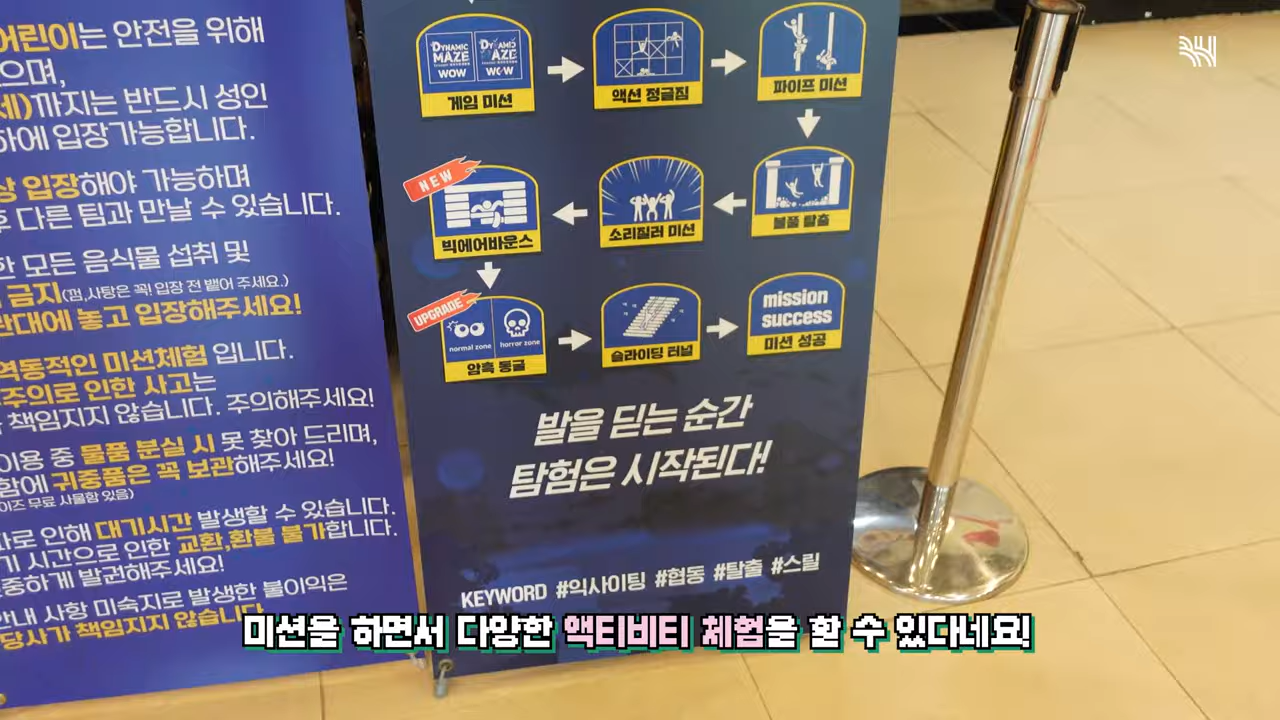 어린이는 안전을 위해
으며,
세)까지는 반드시 성인
하에 입장가능합니다.
상 입장해야 가능하며
후 다른 팀과 만날 수 있습니다.
한 모든 음식물 섭취 및
금지(껌,사탕은 꼭! 입장 전 뱉어 주세요.)
관대에 놓고 입장해주세요!
역동적인 미션체험 입니다.
주의로 인한 사고는
책임지지 않습니다. 주의해주세요!
이용 중 물품 분실 시 못 찾아 드리며,
함에 귀중품은 꼭 보관해주세요!
이즈 무료 사물함 있음)
로 인해 대기시간 발생할 수 있습니다.
기 시간으로 인한 교환,환불 불가합니다.
중하게 발권해주세요!
안내 사항 미숙지로 발생한 불이익은
당사가 책임지지 않습니다
DYNAMIC MAZE WOW
DYNAMIC MAZE WOW
게임 미션
액션 정글짐
파이프 미션
NEW
빅에어바운스
소리질러 미션
볼풀 탈출
UPGRADE
normal zone
horror zone
암흑 동굴
슬라이딩 터널
mission
success
미션 성공
발을 딛는 순간
탐험은 시작된다!
KEYWORD #익사이팅 #협동 #탈출 #스릴
미션을 하면서 다양한 액티비티 체험을 할 수 있다네요!